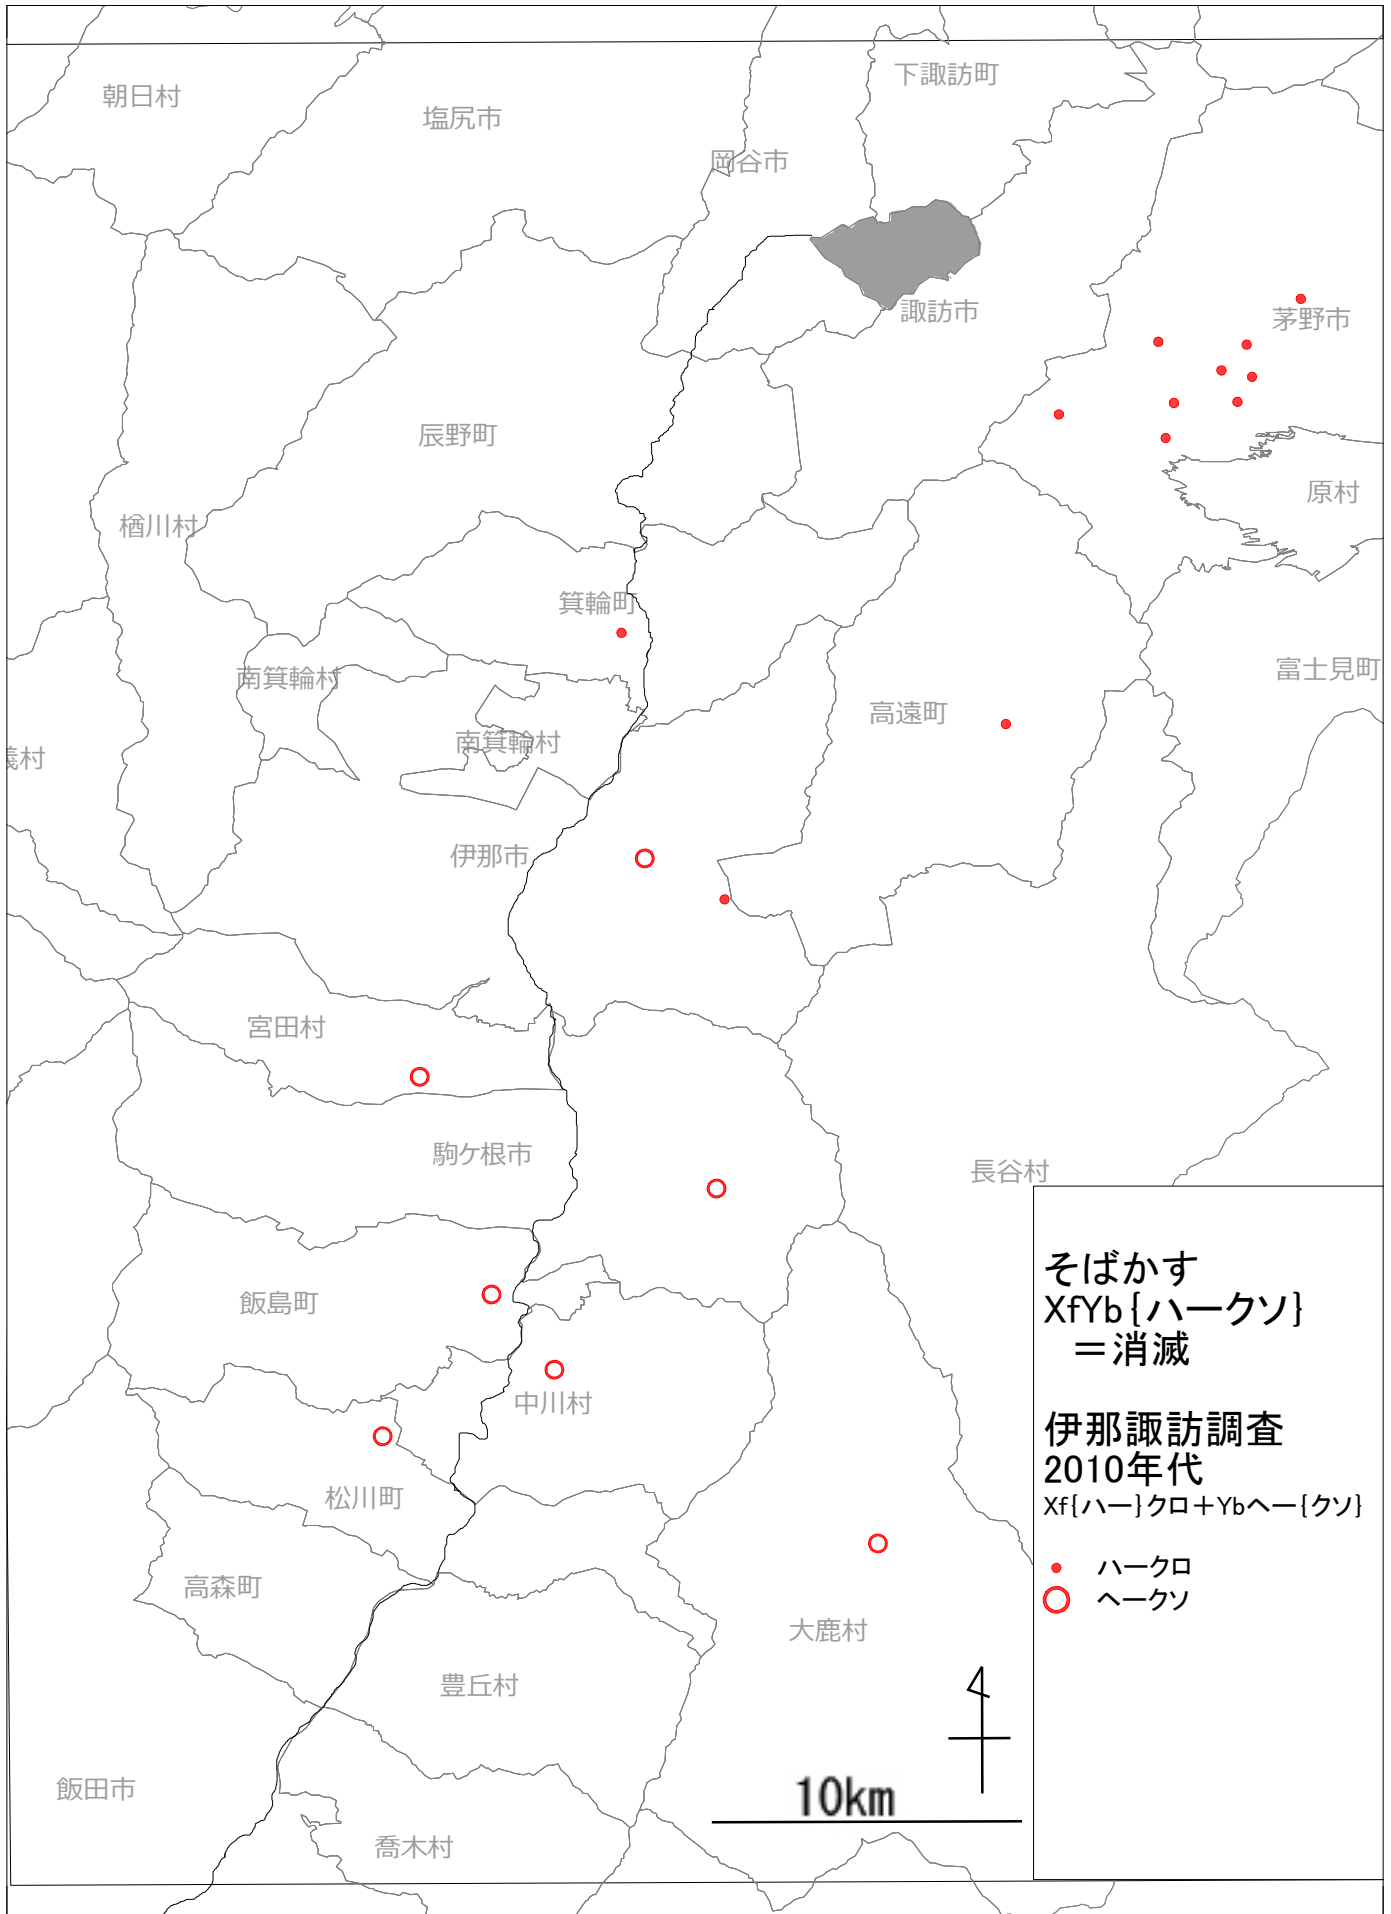 下諏訪町
朝日村
塩尻市
岡谷市
諏訪市
茅野市
辰野町
原村
楢川村
箕輪町
南箕輪村
富士見町
高遠町
南箕輪村
義村
伊那市
宮田村
駒ケ根市
長谷村
飯島町
中川村
松川町
高森町
大鹿村
豊丘村
飯田市
喬木村
10km
そばかす
XfYb{ハークソ}
＝消滅
伊那諏訪調査
2010年代
Xf{ハー}クロ＋Ybヘー{クソ}
ハークロ
ヘークソ